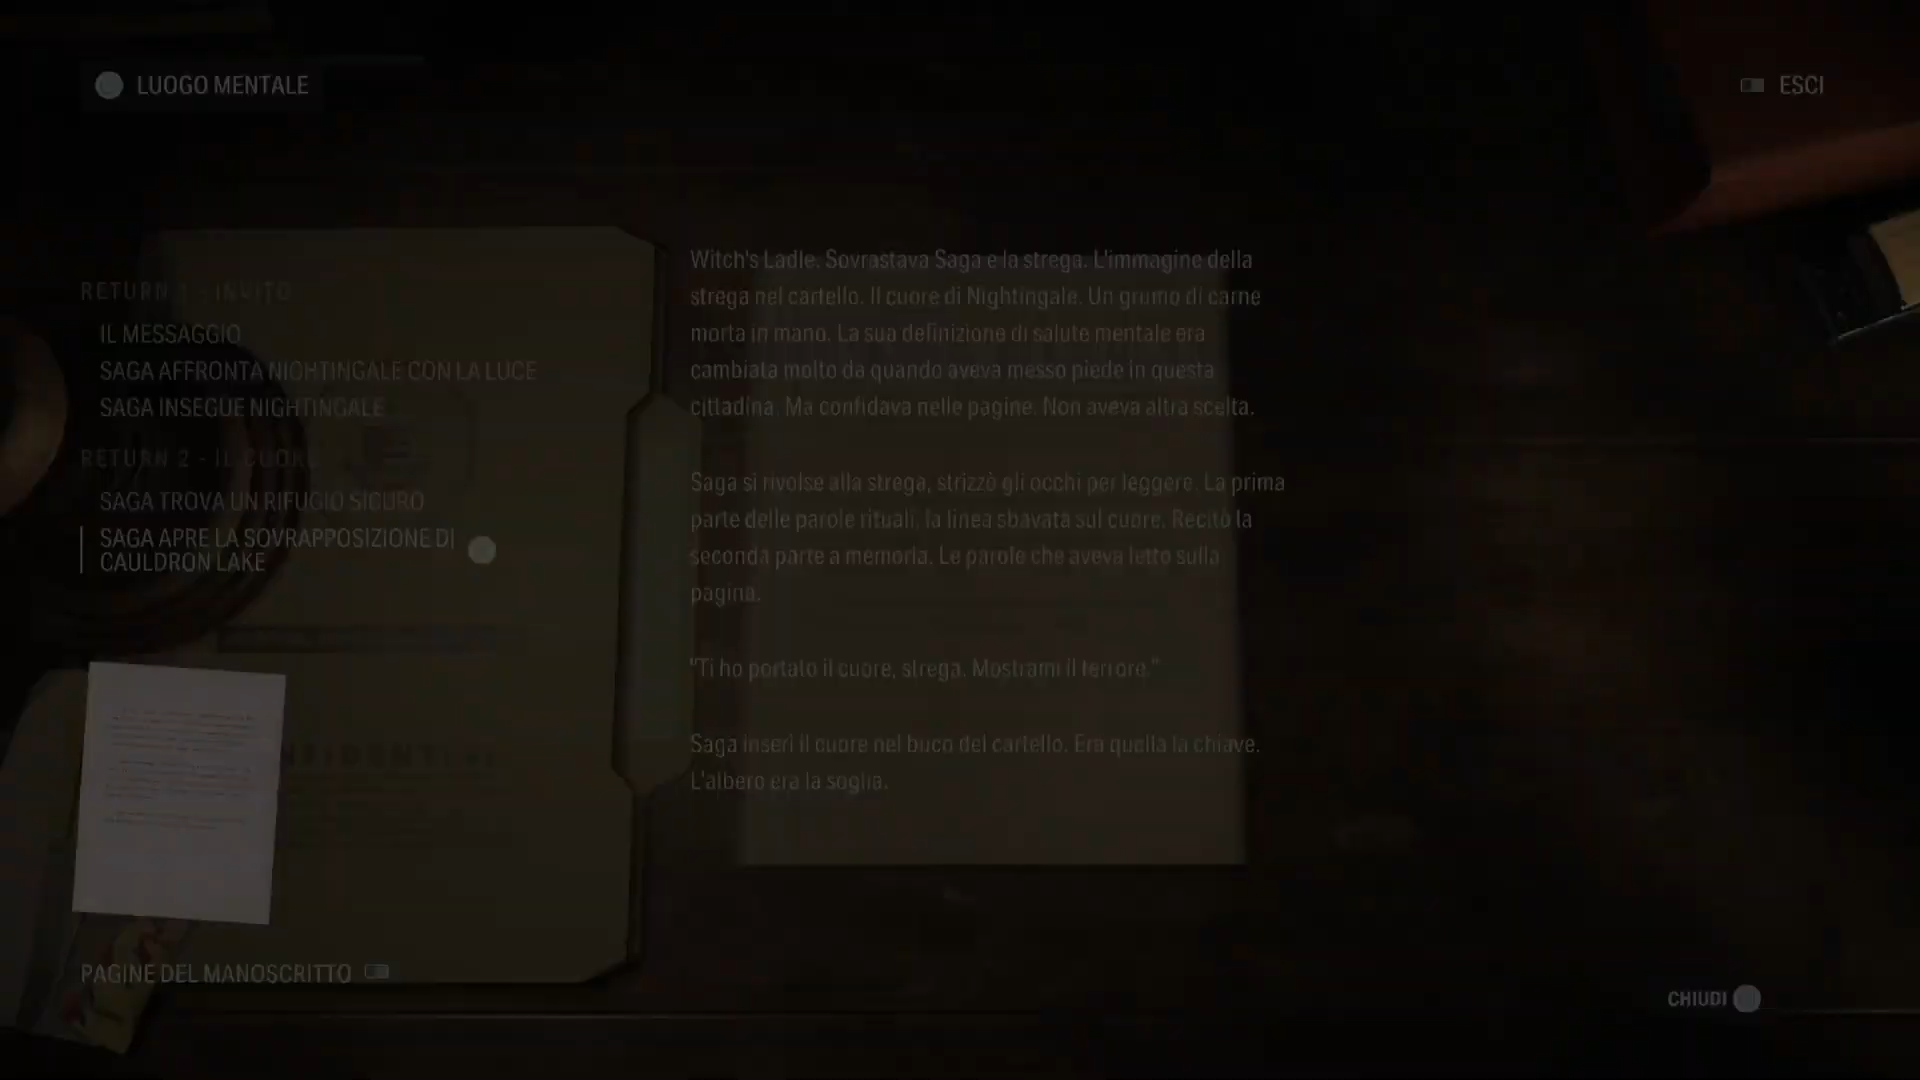 LUOGO MENTALE
ESCI
RETURN 1 - INVITO
IL MESSAGGIO
SAGA AFFRONTA NIGHTINGALE CON LA LUCE
SAGA INSEGUE NIGHTINGALE
RETURN 2 - IL CUORE
SAGA TROVA UN RIFUGIO SICURO
SAGA APRE LA SOVRAPPOSIZIONE DI
CAULDRON LAKE
Witch's Ladle. Sovrastava Saga e la strega. L'immagine della
strega nel cartello. Il cuore di Nightingale. Un grumo di carne
morta in mano. La sua definizione di salute mentale era
cambiata molto da quando aveva messo piede in questa
cittadina. Ma confidava nelle pagine. Non aveva altra scelta.
Saga si rivolse alla strega, strizzò gli occhi per leggere. La prima
parte delle parole rituali, la linea sbavata sul cuore. Recitò la
seconda parte a memoria. Le parole che aveva letto sulla
pagina.
"Ti ho portato il cuore, strega. Mostrami il terrore."
Saga inserì il cuore nel buco del cartello. Era quella la chiave.
L'albero era la soglia.
PAGINE DEL MANOSCRITTO
CHIUDI